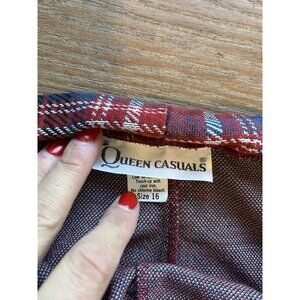 QUEEN CASUALS®
Touch-up with
cool iron.
No chlorine bleach.
Size 16